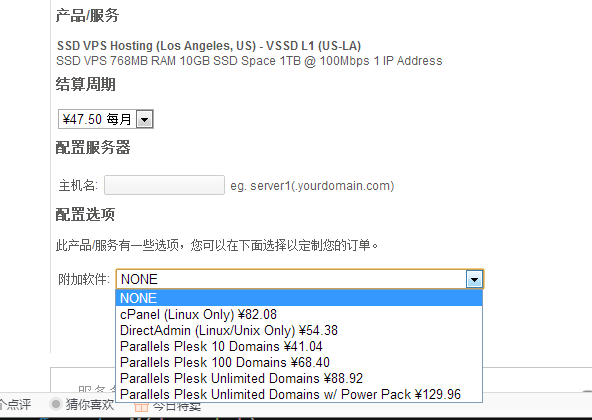 产品/服务
SSD VPS Hosting (Los Angeles, US) - VSSD L1 (US-LA)
SSD VPS 768MB RAM 10GB SSD Space 1TB @ 100Mbps 1 IP Address
结算周期
¥47.50 每月
配置服务器
主机名: eg. server1(.yourdomain.com)
配置选项
此产品/服务有一些选项，您可以在下面选择以定制您的订单。
附加软件: NONE
NONE
cPanel (Linux Only) ¥82.08
DirectAdmin (Linux/Unix Only) ¥54.38
Parallels Plesk 10 Domains ¥41.04
Parallels Plesk 100 Domains ¥68.40
Parallels Plesk Unlimited Domains ¥88.92
Parallels Plesk Unlimited Domains w/ Power Pack ¥129.96
服务
个点评 猜你喜欢 今日特卖